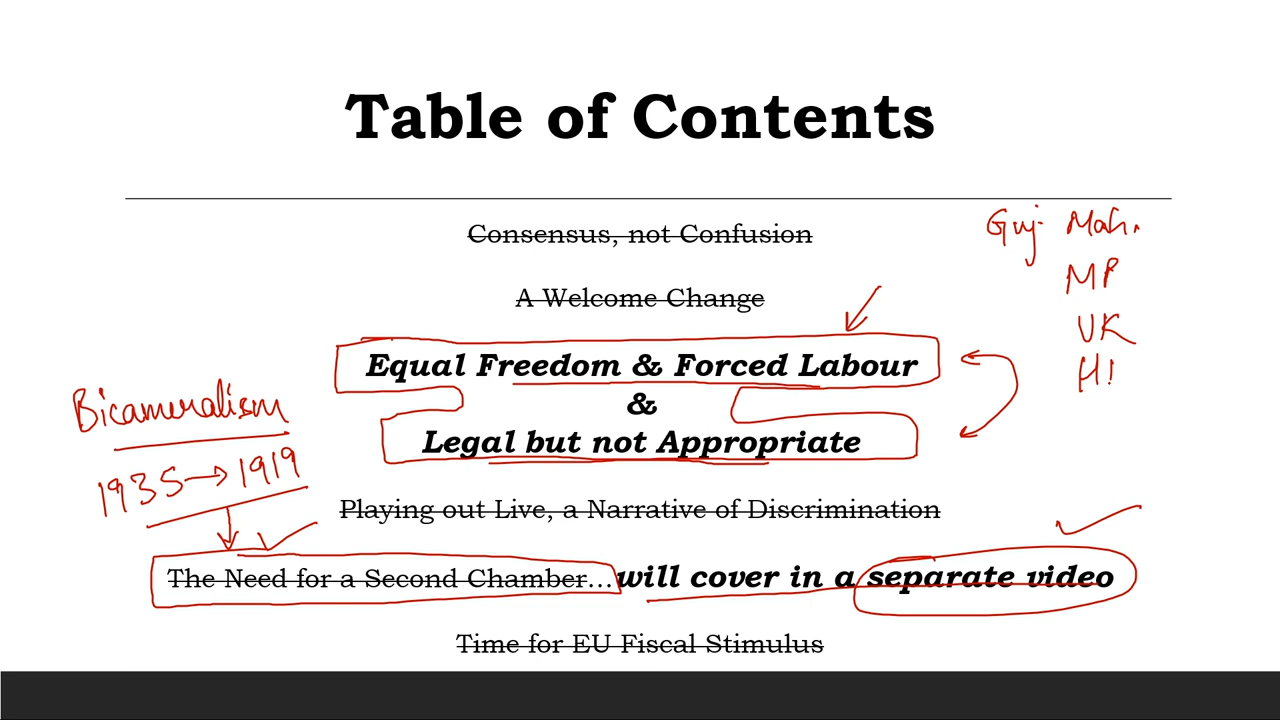 Table of Contents
Consensus, not Confusion
A Welcome Change
Equal Freedom & Forced Labour
&
Legal but not Appropriate
Playing out Live, a Narrative of Discrimination
The Need for a Second Chamber...will cover in a separate video
Time for EU Fiscal Stimulus
Guj. Mah.
MP
UK
H!
Bicameralism
1935→1919